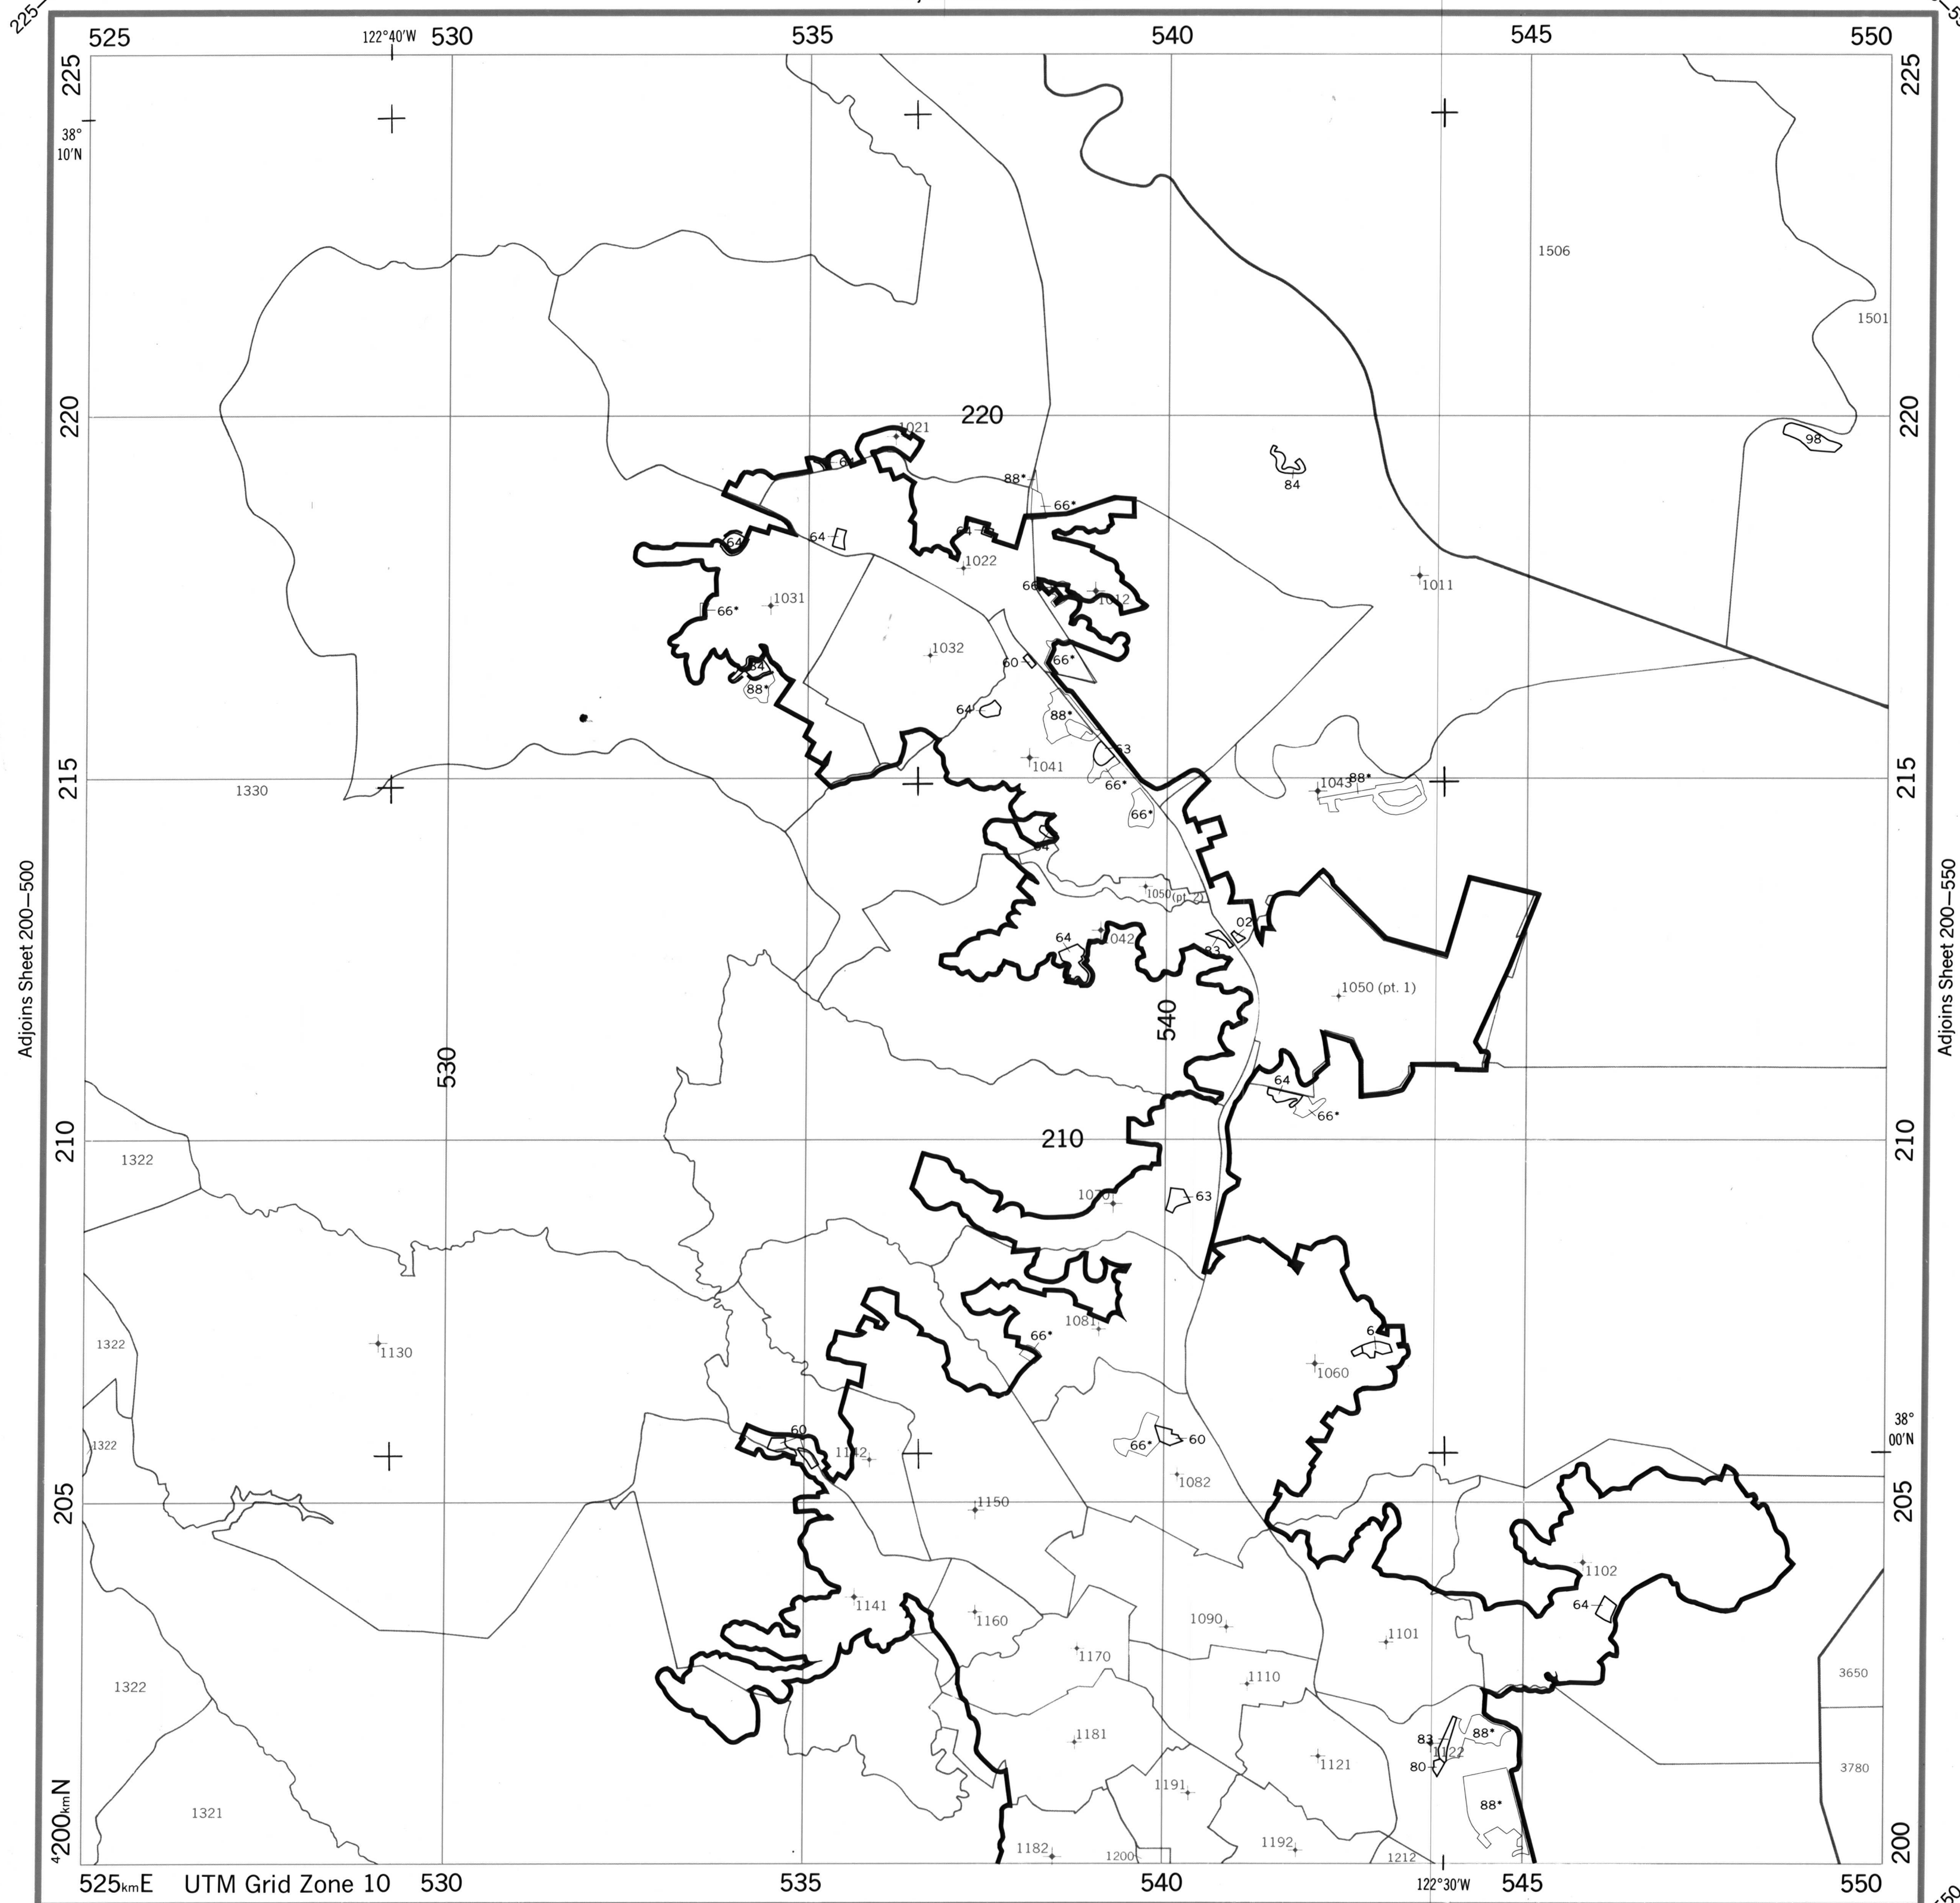 225–
525 122°40'W 530 535 540 545 550
225 225
38°
10'N
1506
1501
220 220 220
1021
98
64
88*
84
66*
64 64 64
1022
1011
66 1012
1031
66*
1032
60 66*
84
88*
64 88*
63
1041
215 1330 1043 88* 215
66*
66*
64
1050 (pt. 2)
Adjoins Sheet 200–500
Adjoins Sheet 200–550
02
64 1042
83
1050 (pt. 1)
540
530
64
66*
210 210 210
1322
1070 63
1081
66*
1322 64
1130 1060
38°
00'N
60
1322 66* 60
1142
1082
205 1150 205
1102
1141 64
1160 1090
1101
1170
1110 3650
1322
1181 83 88*
1122
1121 80 3780
1191
1321 88*
4200kmN 200
1182 1200 1192 1212
525kmE UTM Grid Zone 10 530 535 540 122°30'W 545 550